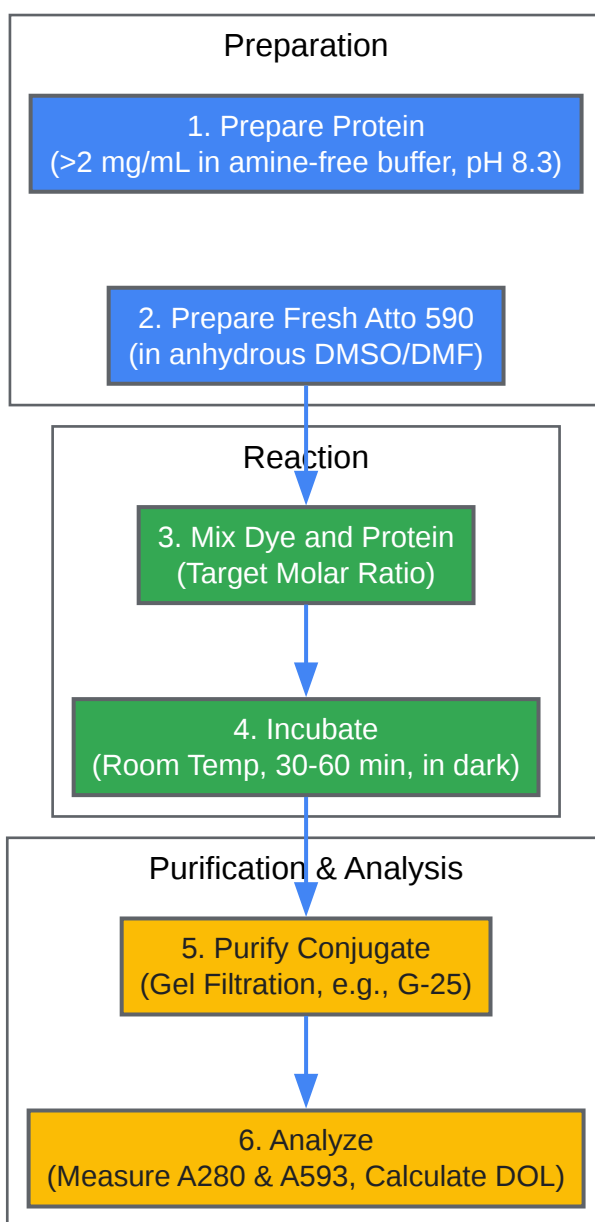 Preparation
1. Prepare Protein
(>2 mg/mL in amine-free buffer, pH 8.3)
2. Prepare Fresh Atto 590
(in anhydrous DMSO/DMF)
Reaction
3. Mix Dye and Protein
(Target Molar Ratio)
4. Incubate
(Room Temp, 30-60 min, in dark)
Purification & Analysis
5. Purify Conjugate
(Gel Filtration, e.g., G-25)
6. Analyze
(Measure A280 & A593, Calculate DOL)